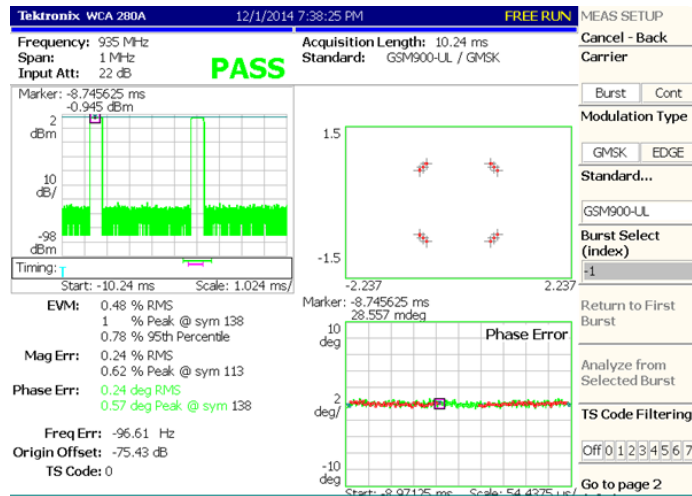 Tektronix WCA 280A 12/1/2014 7:38:25 PM FREE RUN
Frequency: 935 MHz
Span: 1 MHz
Input Att: 22 dB
PASS
Acquisition Length: 10.24 ms
Standard: GSM900-UL / GMSK
Marker: -8.745625 ms
-0.945 dBm
2
dBm
10
dB/
-98
dBm
Timing:
Start: -10.24 ms Scale: 1.024 ms/
1.5
-1.5
-2.237 2.237
EVM: 0.48 % RMS
1 % Peak @ sym 138
0.78 % 95th Percentile
Mag Err: 0.24 % RMS
0.62 % Peak @ sym 113
Phase Err: 0.24 deg RMS
0.57 deg Peak @ sym 138
Freq Err: -96.61 Hz
Origin Offset: -75.43 dB
TS Code: 0
Marker: -8.745625 ms
28.557 mdeg
10
deg
Phase Error
2
deg/
-10
deg
Start: -8.97125 ms Scale: 54.4375 us/
MEAS SETUP
Cancel - Back
Carrier
Burst Cont
Modulation Type
GMSK EDGE
Standard...
GSM900-UL
Burst Select
(index)
-1
Return to First
Burst
Analyze from
Selected Burst
TS Code Filtering
Off 0 1 2 3 4 5 6 7
Go to page 2